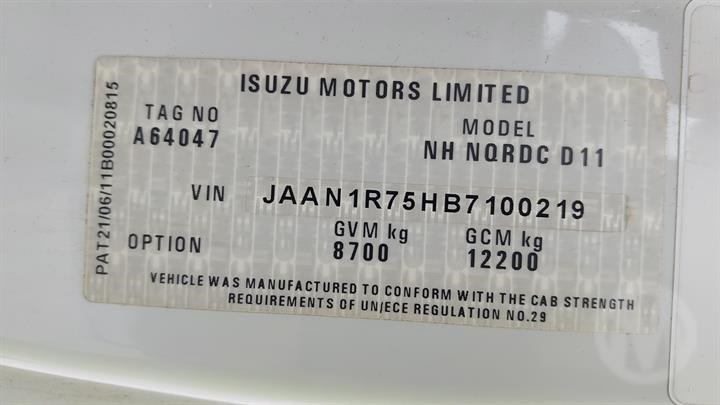 ISUZU MOTORS LIMITED
TAG NO
A64047
MODEL
NH NQRDC D11
VIN JAAN1R75HB7100219
OPTION
GVM kg
8700
GCM kg
12200
VEHICLE WAS MANUFACTURED TO CONFORM WITH THE CAB STRENGTH
REQUIREMENTS OF UN/ECE REGULATION NO.29
PAT21/06/11B00020815